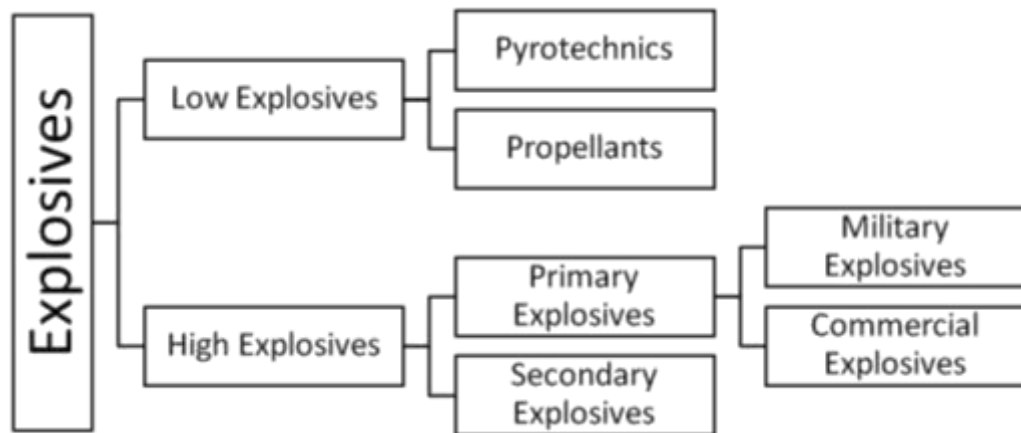 Explosives
Low Explosives
Pyrotechnics
Propellants
High Explosives
Primary
Explosives
Secondary
Explosives
Military
Explosives
Commercial
Explosives